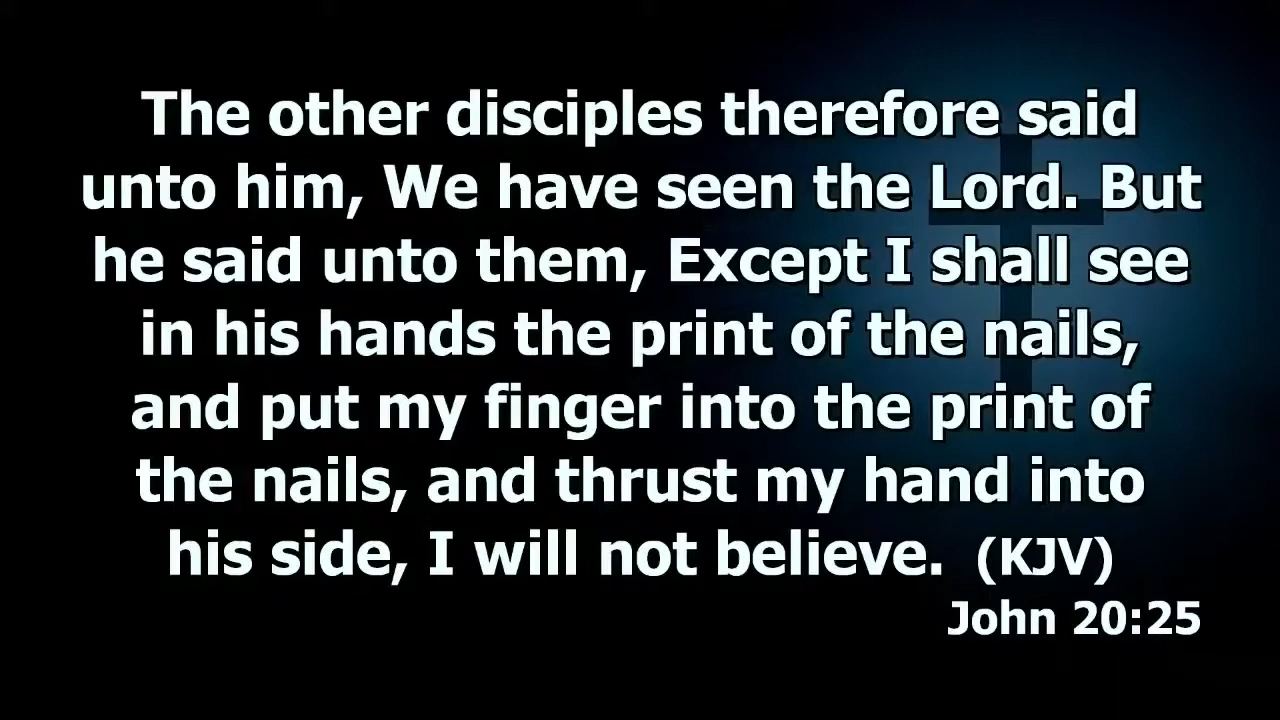 The other disciples therefore said
unto him, We have seen the Lord. But
he said unto them, Except I shall see
in his hands the print of the nails,
and put my finger into the print of
the nails, and thrust my hand into
his side, I will not believe. (KJV)
John 20:25